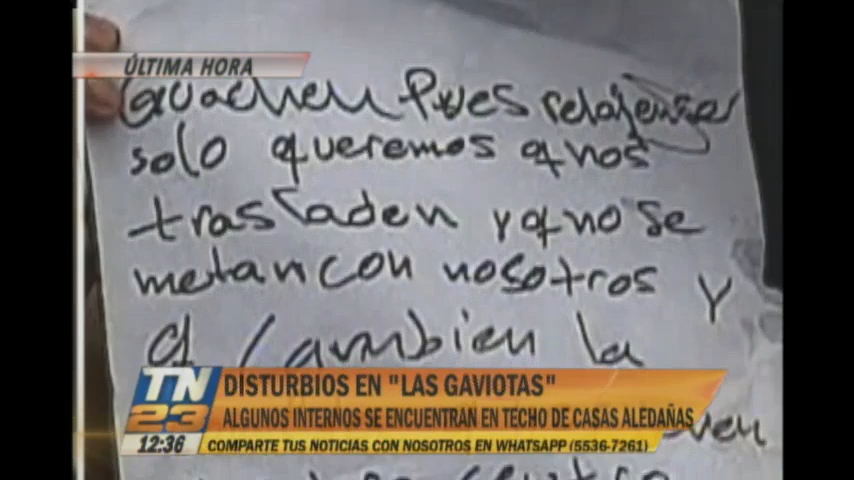 ÚLTIMA HORA
Guachen Pues relajense
solo queremos q nos
trasladen y q no se
metan con nosotros y
q cambien la
TN
23
12:36
DISTURBIOS EN "LAS GAVIOTAS"
ALGUNOS INTERNOS SE ENCUENTRAN EN TECHO DE CASAS ALEDAÑAS
COMPARTE TUS NOTICIAS CON NOSOTROS EN WHATSAPP (5536-7261)